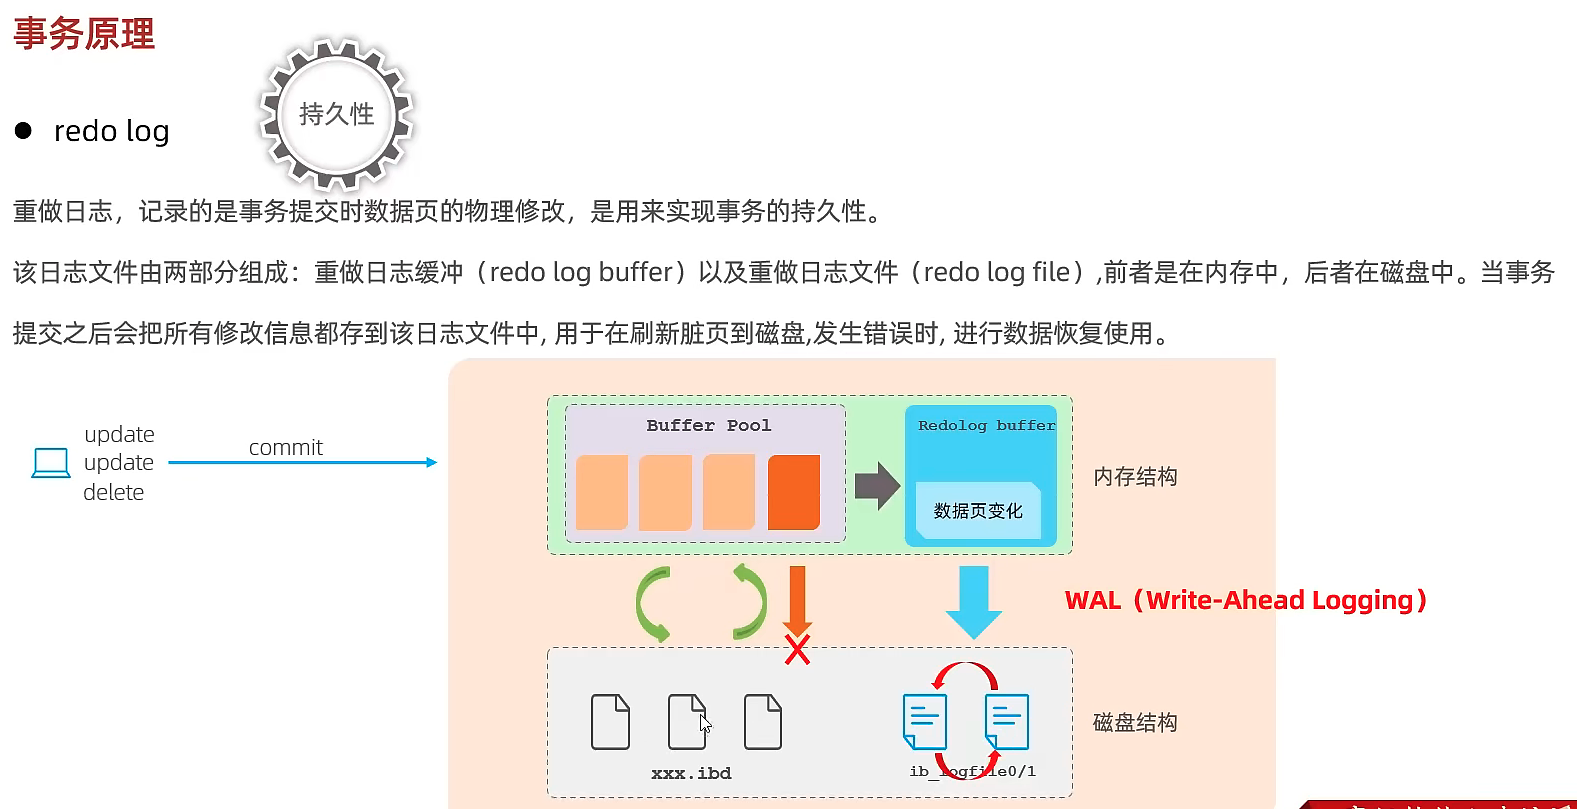 事务原理
持久性
● redo log
重做日志，记录的是事务提交时数据页的物理修改，是用来实现事务的持久性。
该日志文件由两部分组成：重做日志缓冲（redo log buffer）以及重做日志文件（redo log file）,前者是在内存中，后者在磁盘中。当事务
提交之后会把所有修改信息都存到该日志文件中, 用于在刷新脏页到磁盘,发生错误时, 进行数据恢复使用。
update
update
delete
commit
Buffer Pool
Redolog buffer
数据页变化
内存结构
WAL（Write-Ahead Logging）
磁盘结构
xxx.ibd
ib_logfile0/1